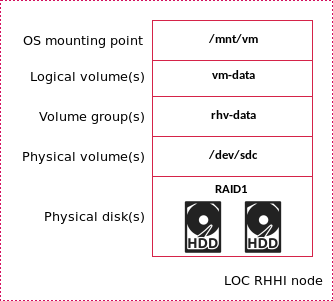 OS mounting point /mnt/vm
Logical volume(s) vm-data
Volume group(s) rhv-data
Physical volume(s) /dev/sdc
RAID1
Physical disk(s)
HDD HDD
LOC RHHI node